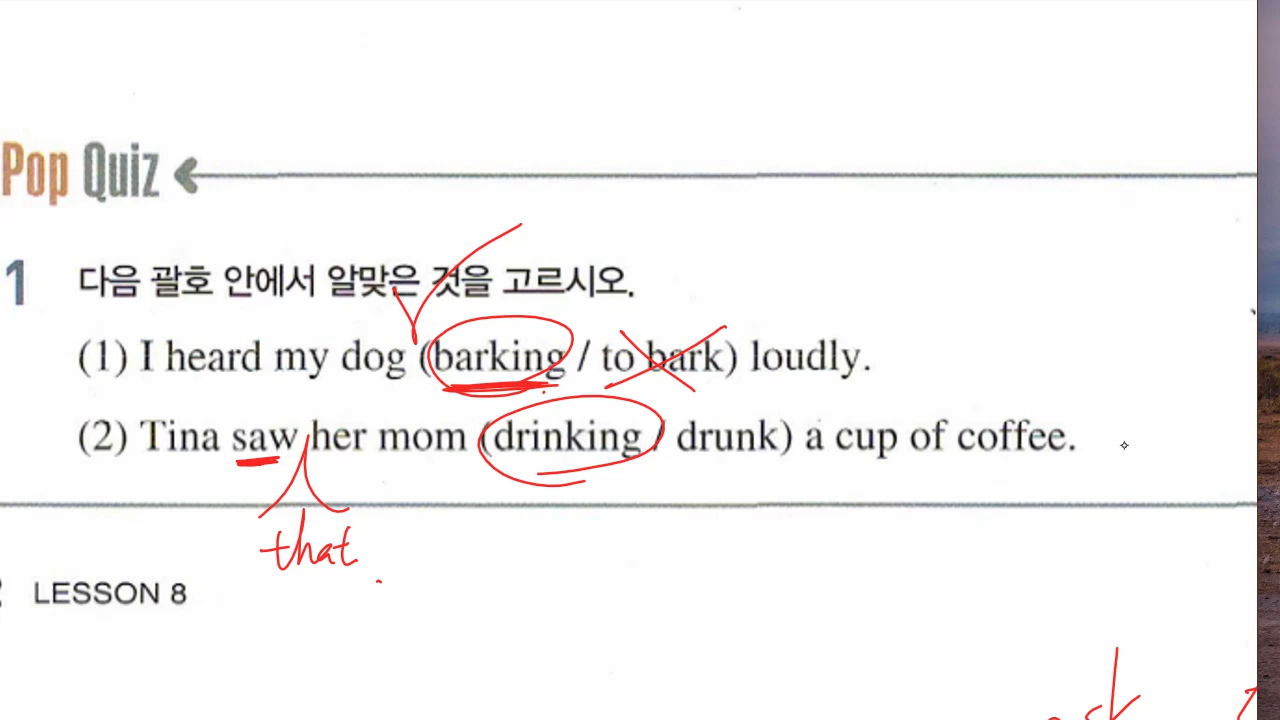 Pop Quiz
1 다음 괄호 안에서 알맞은 것을 고르시오.
(1) I heard my dog (barking / to bark) loudly.
(2) Tina saw her mom (drinking / drunk) a cup of coffee.
that
LESSON 8